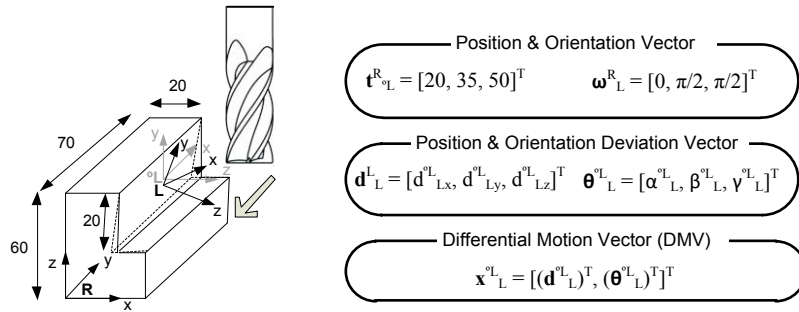 20
70
y
y
x
°L
L
x
z
z
20
60
z
y
R
x
Position & Orientation Vector
t^R_°L = [20, 35, 50]^T ω^R_L = [0, π/2, π/2]^T
Position & Orientation Deviation Vector
d^L_L = [d^°L_Lx, d^°L_Ly, d^°L_Lz]^T θ^°L_L = [α^°L_L, β^°L_L, γ^°L_L]^T
Differential Motion Vector (DMV)
x^°L_L = [(d^°L_L)^T, (θ^°L_L)^T]^T